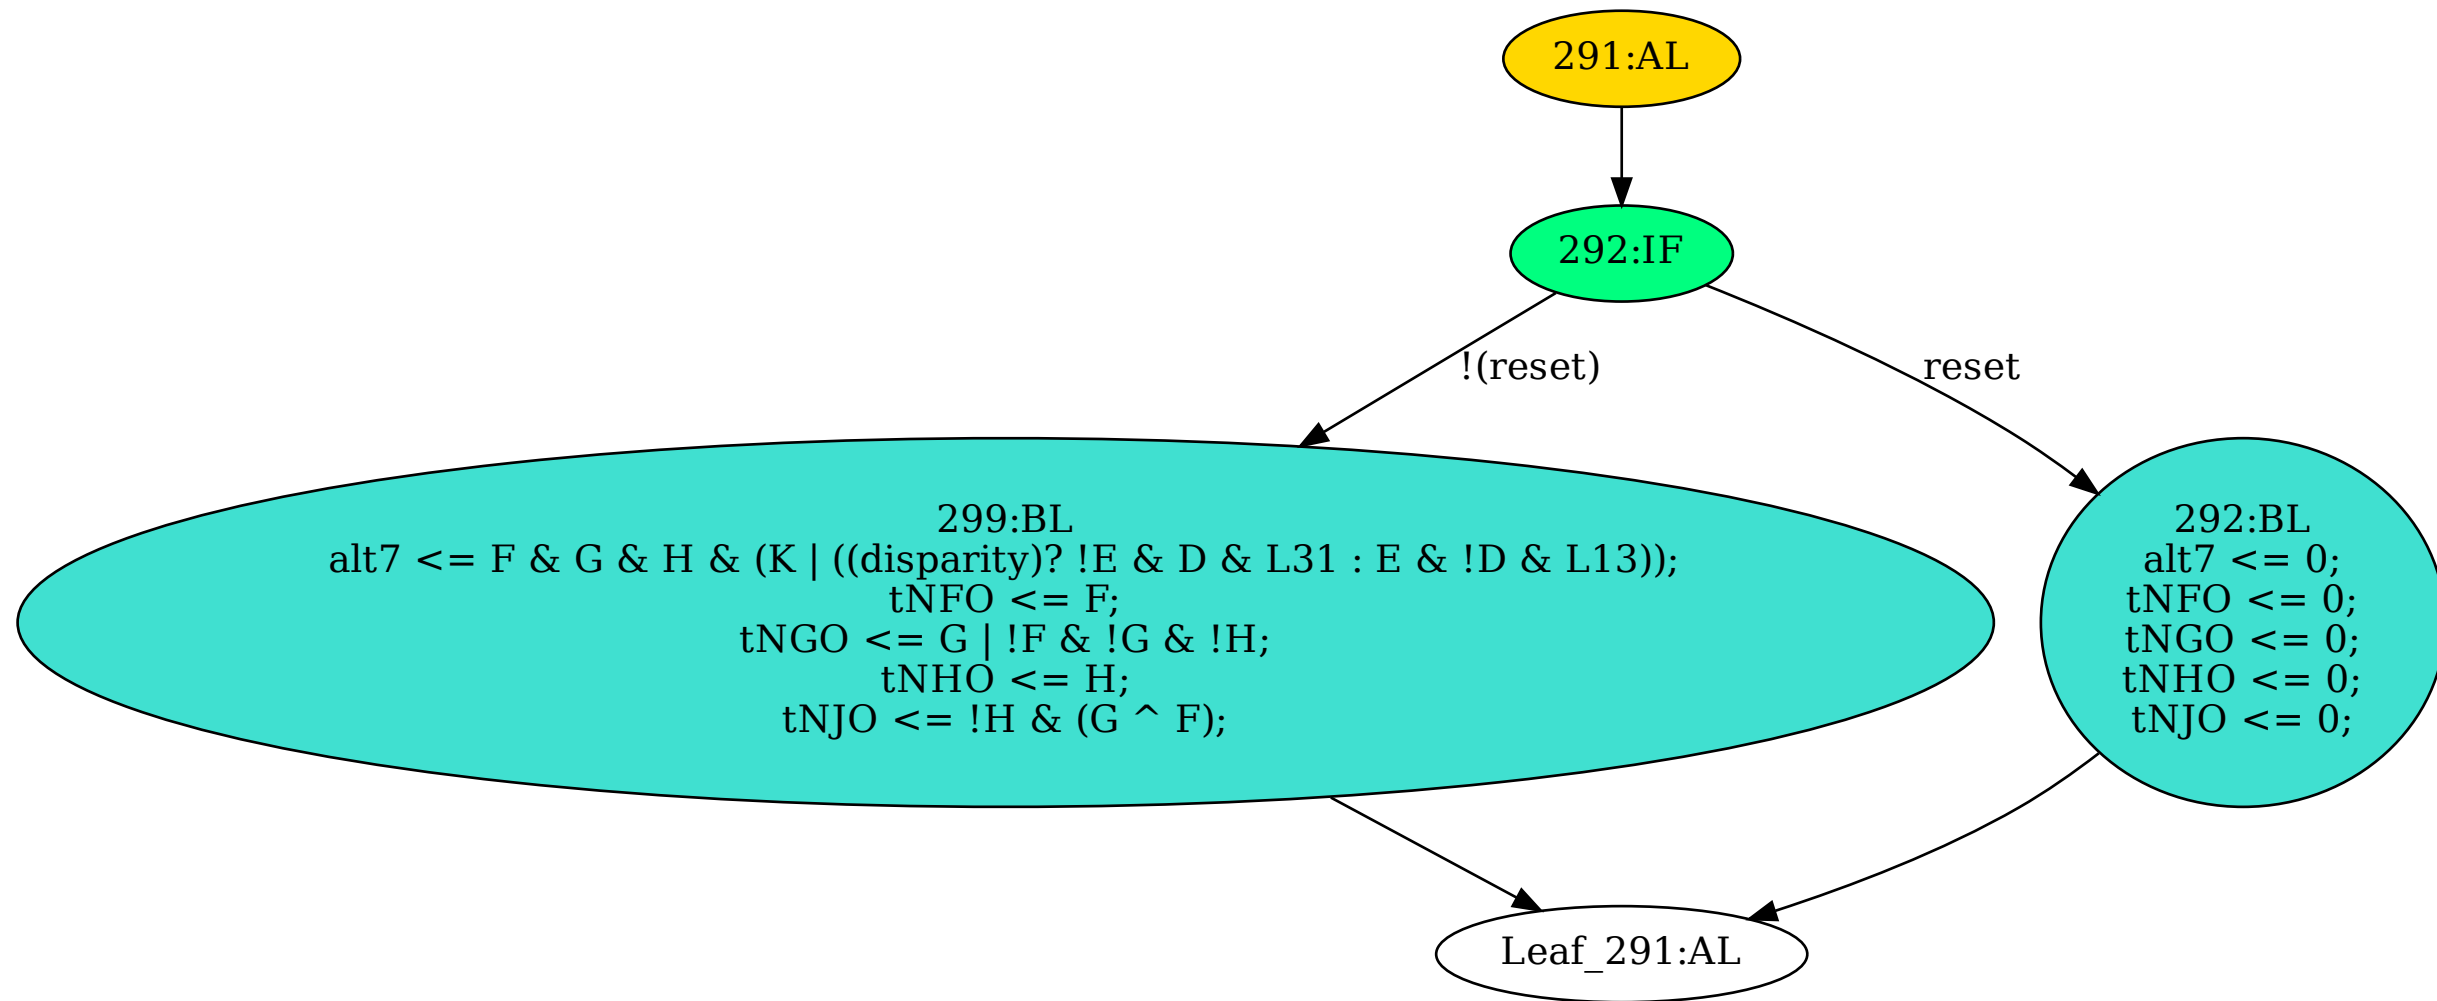 291:AL
292:IF
!(reset)
reset
299:BL
alt7 <= F & G & H & (K | ((disparity)? !E & D & L31 : E & !D & L13));
tNFO <= F;
tNGO <= G | !F & !G & !H;
tNHO <= H;
tNJO <= !H & (G ^ F);
292:BL
alt7 <= 0;
tNFO <= 0;
tNGO <= 0;
tNHO <= 0;
tNJO <= 0;
Leaf_291:AL